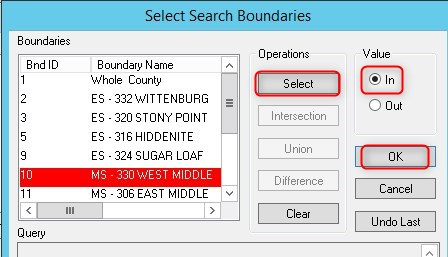 Select Search Boundaries
Boundaries
Operations
Value
Bnd ID Boundary Name
1 Whole County
2 ES - 332 WITTENBURG
3 ES - 320 STONY POINT
5 ES - 316 HIDDENITE
9 ES - 324 SUGAR LOAF
10 MS - 330 WEST MIDDLE
11 MS - 306 EAST MIDDLE
Select
Intersection
Union
Difference
Clear
In
Out
OK
Cancel
Undo Last
Query